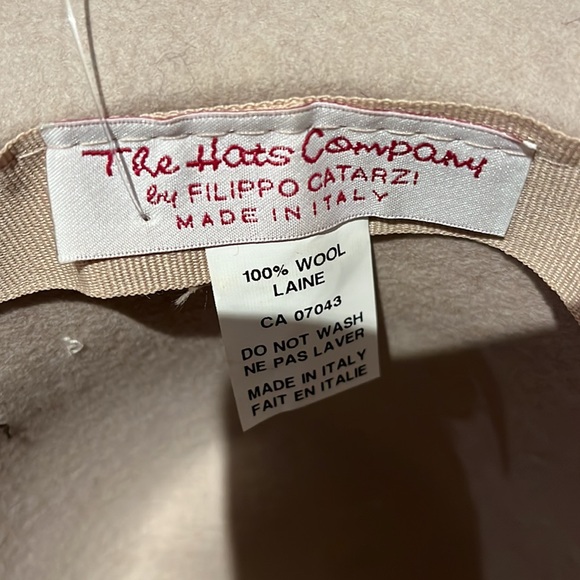 The Hats Company
by FILIPPO CATARZI
MADE IN ITALY
100% WOOL
LAINE
CA 07043
DO NOT WASH
NE PAS LAVER
MADE IN ITALY
FAIT EN ITALIE